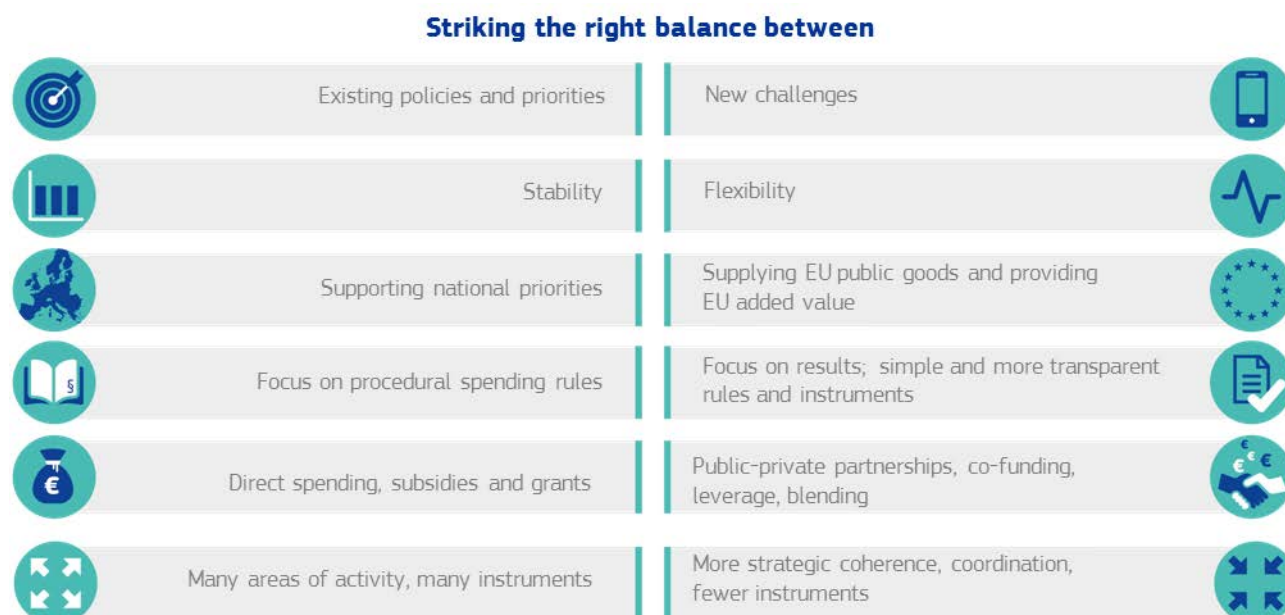 Striking the right balance between
Existing policies and priorities
New challenges
Stability
Flexibility
Supporting national priorities
Supplying EU public goods and providing
EU added value
§
Focus on procedural spending rules
Focus on results; simple and more transparent
rules and instruments
€
Direct spending, subsidies and grants
Public-private partnerships, co-funding,
leverage, blending
€
€ € €
Many areas of activity, many instruments
More strategic coherence, coordination,
fewer instruments